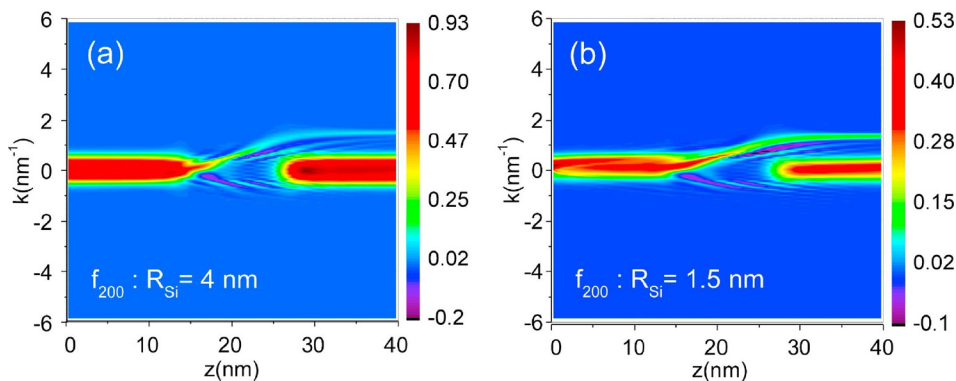 (a)
6
4
2
0
-2
-4
-6
k(nm⁻¹)
f₂₀₀ : R_Si = 4 nm
0 10 20 30 40
z(nm)
0.93
0.70
0.47
0.25
0.02
-0.2
(b)
6
4
2
0
-2
-4
-6
k(nm⁻¹)
f₂₀₀ : R_Si = 1.5 nm
0 10 20 30 40
z(nm)
0.53
0.40
0.28
0.15
0.02
-0.1